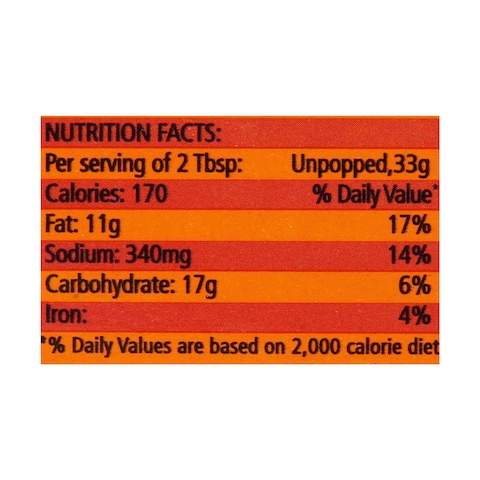 NUTRITION FACTS:
Per serving of 2 Tbsp: Unpopped,33g
Calories: 170 % Daily Value*
Fat: 11g 17%
Sodium: 340mg 14%
Carbohydrate: 17g 6%
Iron: 4%
*% Daily Values are based on 2,000 calorie diet